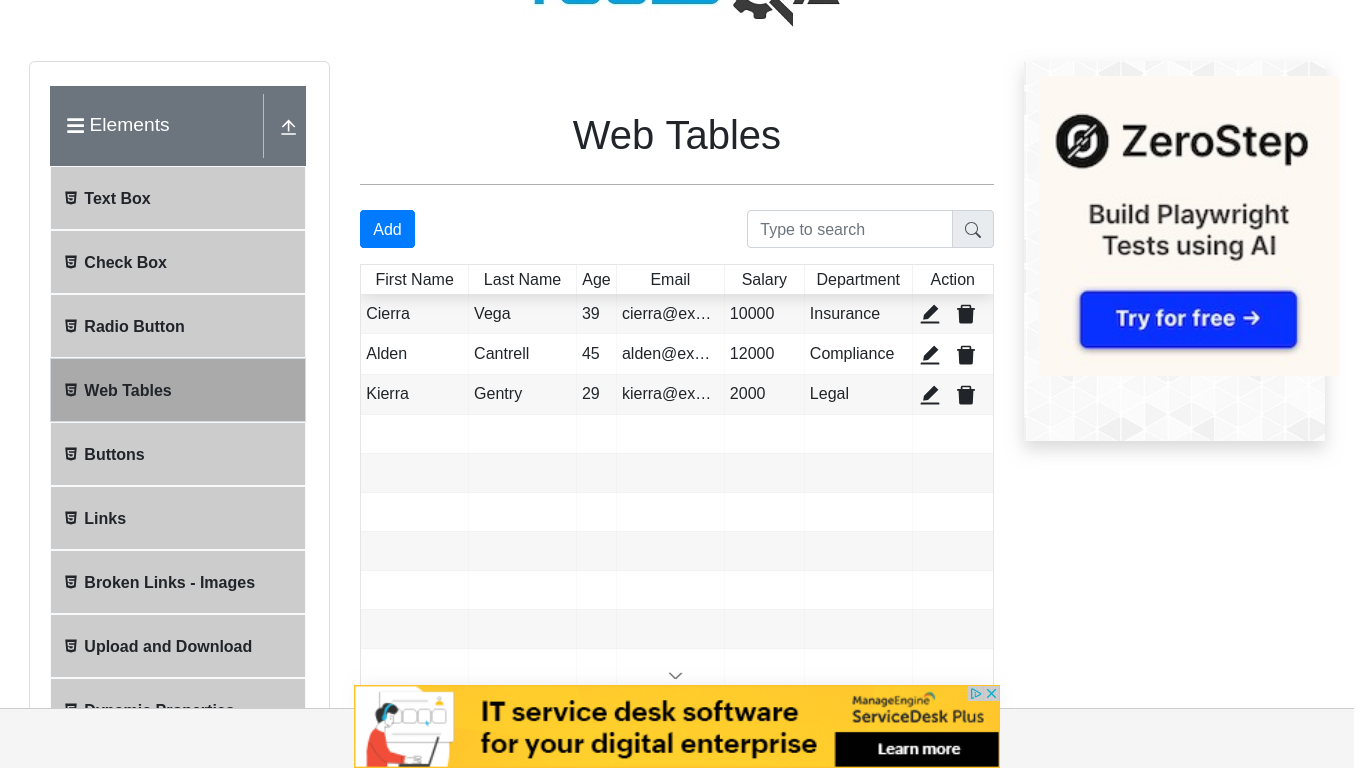 Elements
Text Box
Check Box
Radio Button
Web Tables
Buttons
Links
Broken Links - Images
Upload and Download
Web Tables
Add
Type to search
First Name Last Name Age Email Salary Department Action
Cierra Vega 39 cierra@ex… 10000 Insurance
Alden Cantrell 45 alden@ex… 12000 Compliance
Kierra Gentry 29 kierra@ex… 2000 Legal
ZeroStep
Build Playwright
Tests using AI
Try for free →
IT service desk software
for your digital enterprise
ManageEngine
ServiceDesk Plus
Learn more